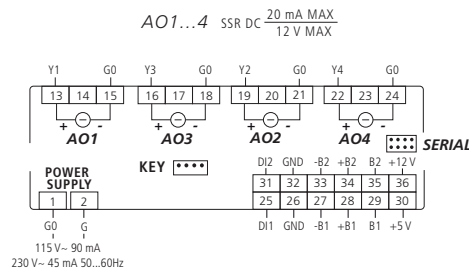 AO1...4 SSR DC 20 mA MAX
12 V MAX
Y1 G0 Y3 G0 Y2 G0 Y4 G0
13 14 15 16 17 18 19 20 21 22 23 24
+ - + - + - + -
AO1 AO3 AO2 AO4 SERIAL
POWER
SUPPLY
KEY
DI2 GND -B2 +B2 B2 +12 V
31 32 33 34 35 36
1 2 25 26 27 28 29 30
G0 G DI1 GND -B1 +B1 B1 +5 V
115 V~ 90 mA
230 V~ 45 mA 50...60Hz